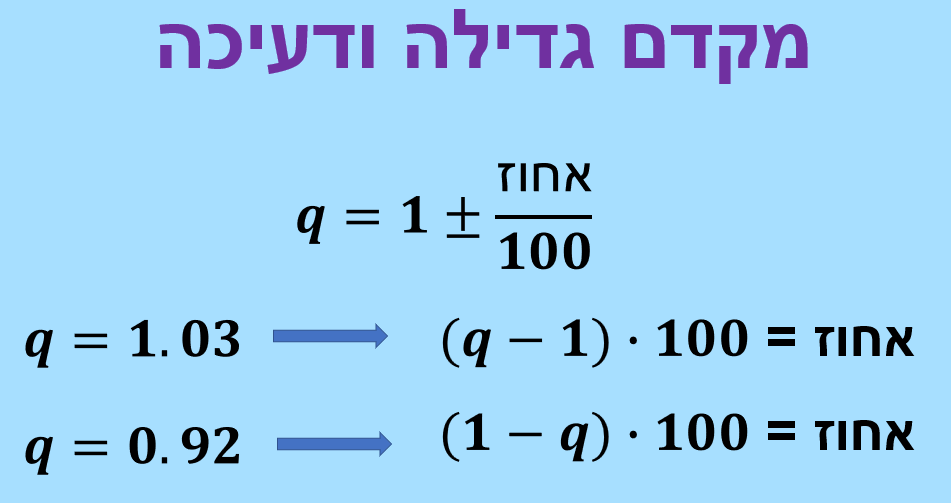 מקדם גדילה ודעיכה
q = 1 ± אחוז / 100
q = 1.03 → (q − 1) · 100 = אחוז
q = 0.92 → (1 − q) · 100 = אחוז